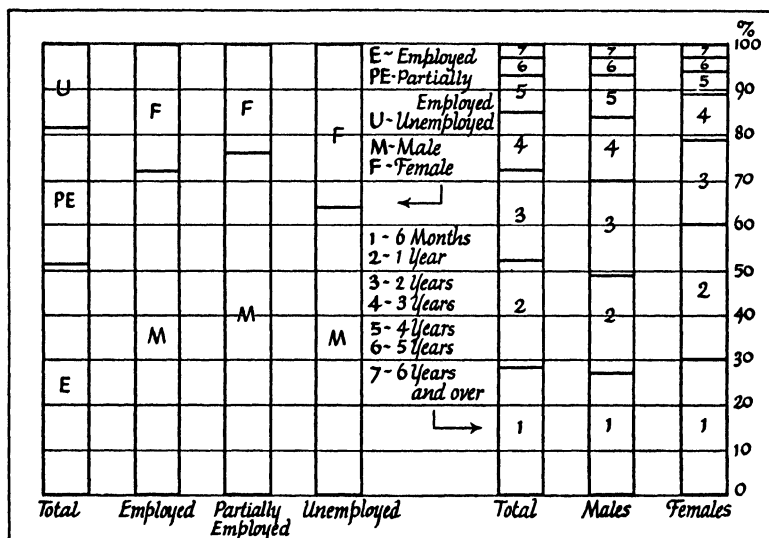 %
100
90
80
70
60
50
40
30
20
10
0
U
PE
E
F
M
F
M
F
M
E - Employed
PE - Partially
Employed
U - Unemployed
M - Male
F - Female
1 - 6 Months
2 - 1 Year
3 - 2 Years
4 - 3 Years
5 - 4 Years
6 - 5 Years
7 - 6 Years
and over
7
6
5
4
3
2
1
7
6
5
4
3
2
1
7
6
5
4
3
2
1
Total
Employed
Partially
Employed
Unemployed
Total
Males
Females